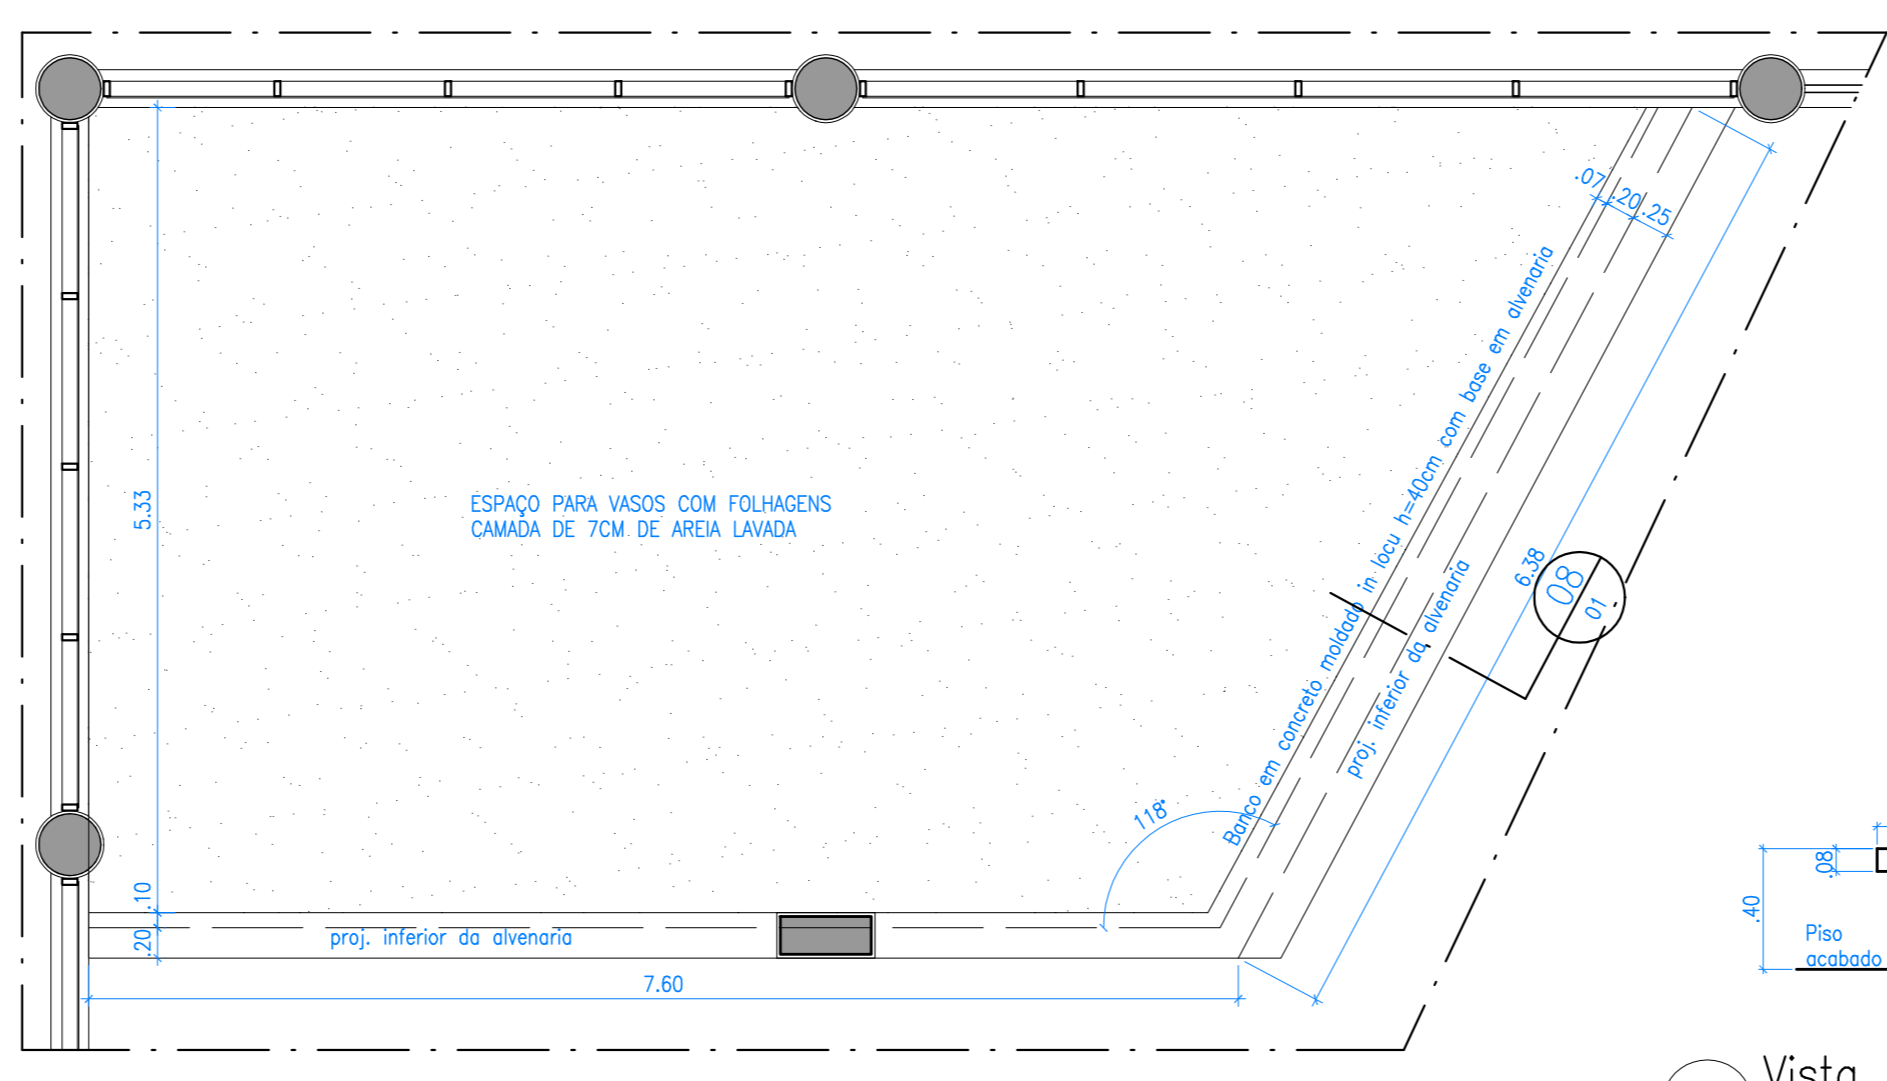 .07
.20
.25
Banco em concreto moldado in locu h=40cm com base em alvenaria
5.33
ESPAÇO PARA VASOS COM FOLHAGENS
CAMADA DE 7CM DE AREIA LAVADA
6.38
08
01
proj. inferior da alvenaria
118°
.10
.20
proj. inferior da alvenaria
7.60
.08
.40
Piso
acabado
Vista